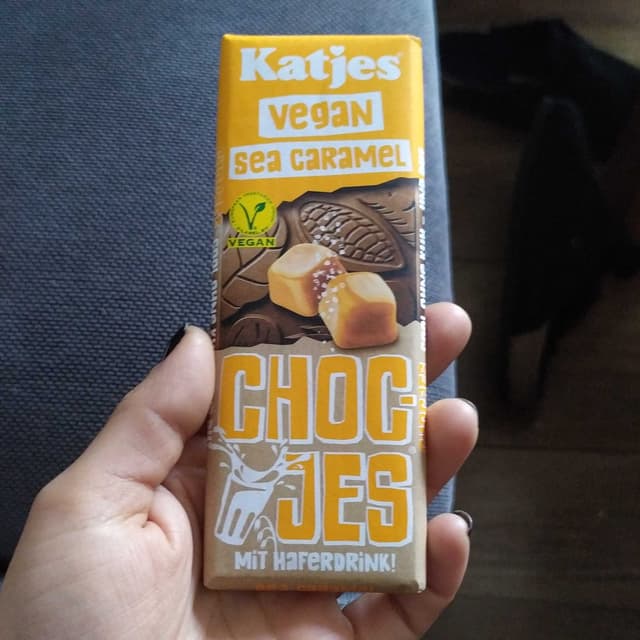 Katjes
vegan
sea caramel
VEGAN
CHOC-
JES
MIT HAFERDRINK!